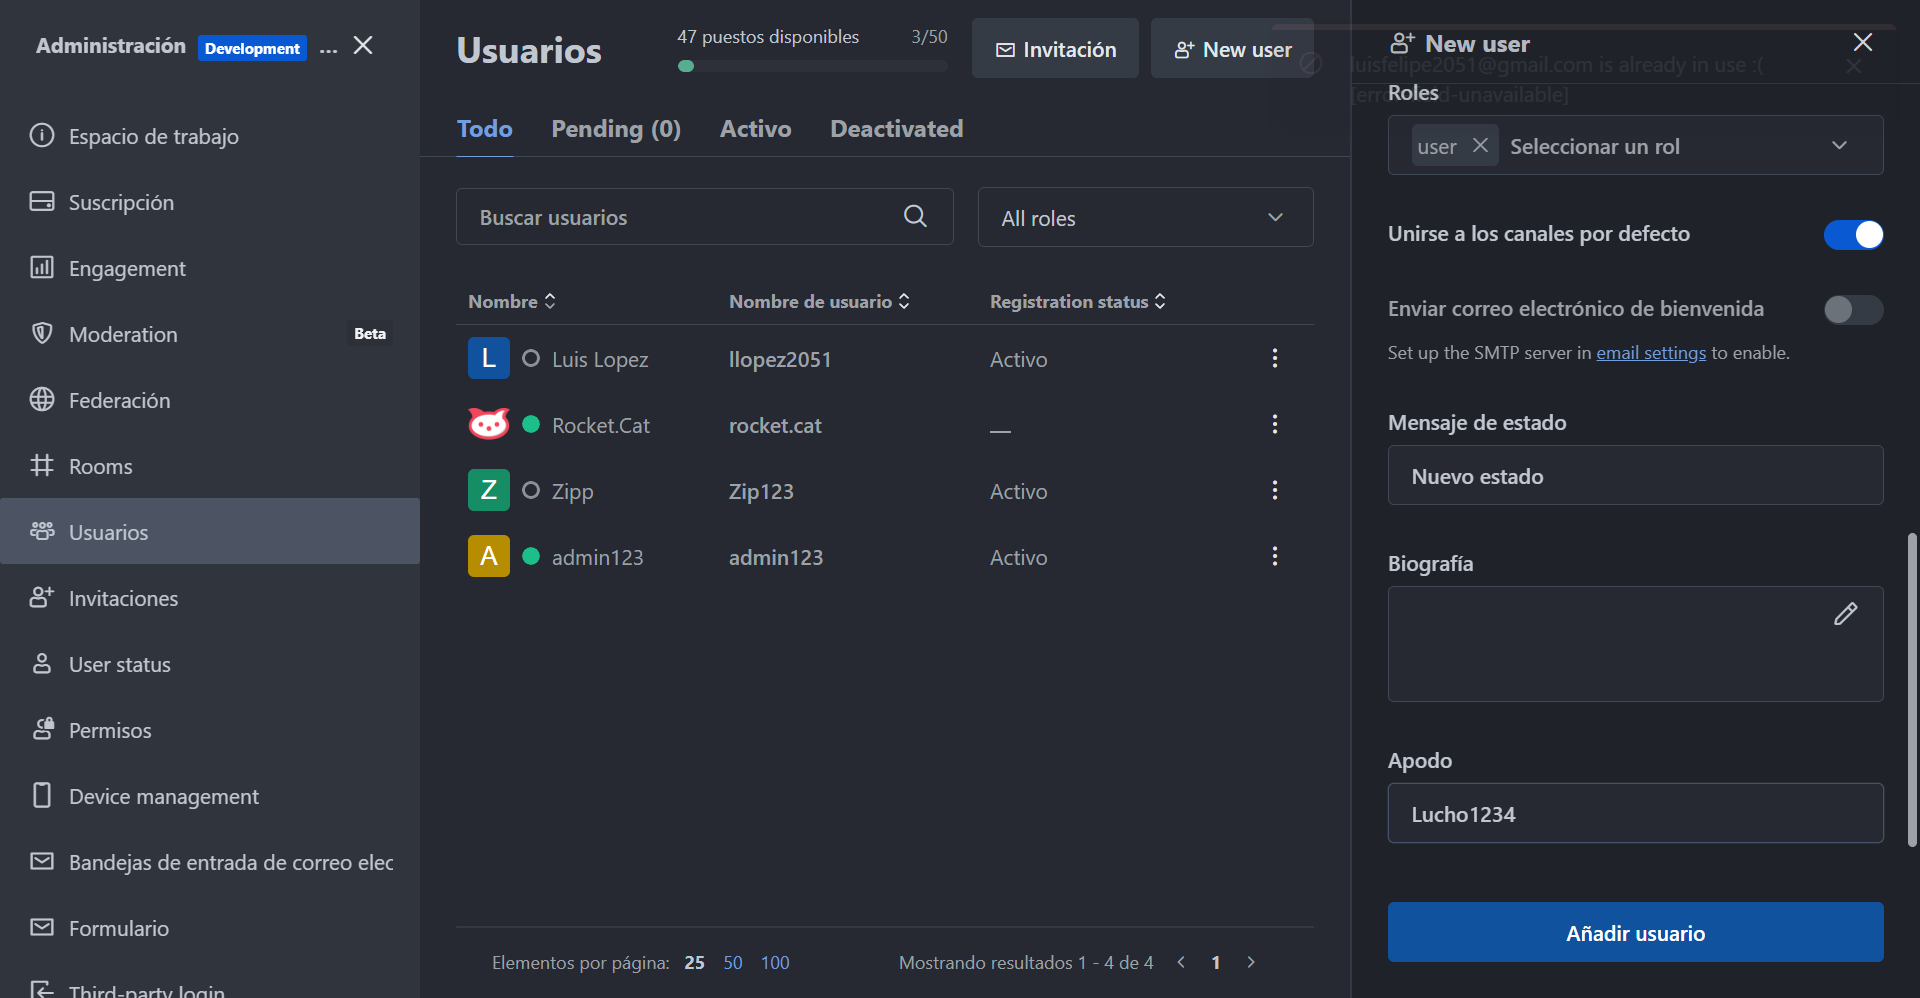 Administración Development ...
Espacio de trabajo
Suscripción
Engagement
Moderation Beta
Federación
Rooms
Usuarios
Invitaciones
User status
Permisos
Device management
Bandejas de entrada de correo elec
Formulario
Third-party login
Usuarios
47 puestos disponibles 3/50
Invitación
New user
Todo Pending (0) Activo Deactivated
Buscar usuarios
All roles
Nombre Nombre de usuario Registration status
L Luis Lopez llopez2051 Activo
Rocket.Cat rocket.cat —
Z Zipp Zip123 Activo
A admin123 admin123 Activo
Elementos por página: 25 50 100
Mostrando resultados 1 - 4 de 4 1
New user
luisfelipe2051@gmail.com is already in use :(
Roles
user Seleccionar un rol
Unirse a los canales por defecto
Enviar correo electrónico de bienvenida
Set up the SMTP server in email settings to enable.
Mensaje de estado
Nuevo estado
Biografía
Apodo
Lucho1234
Añadir usuario